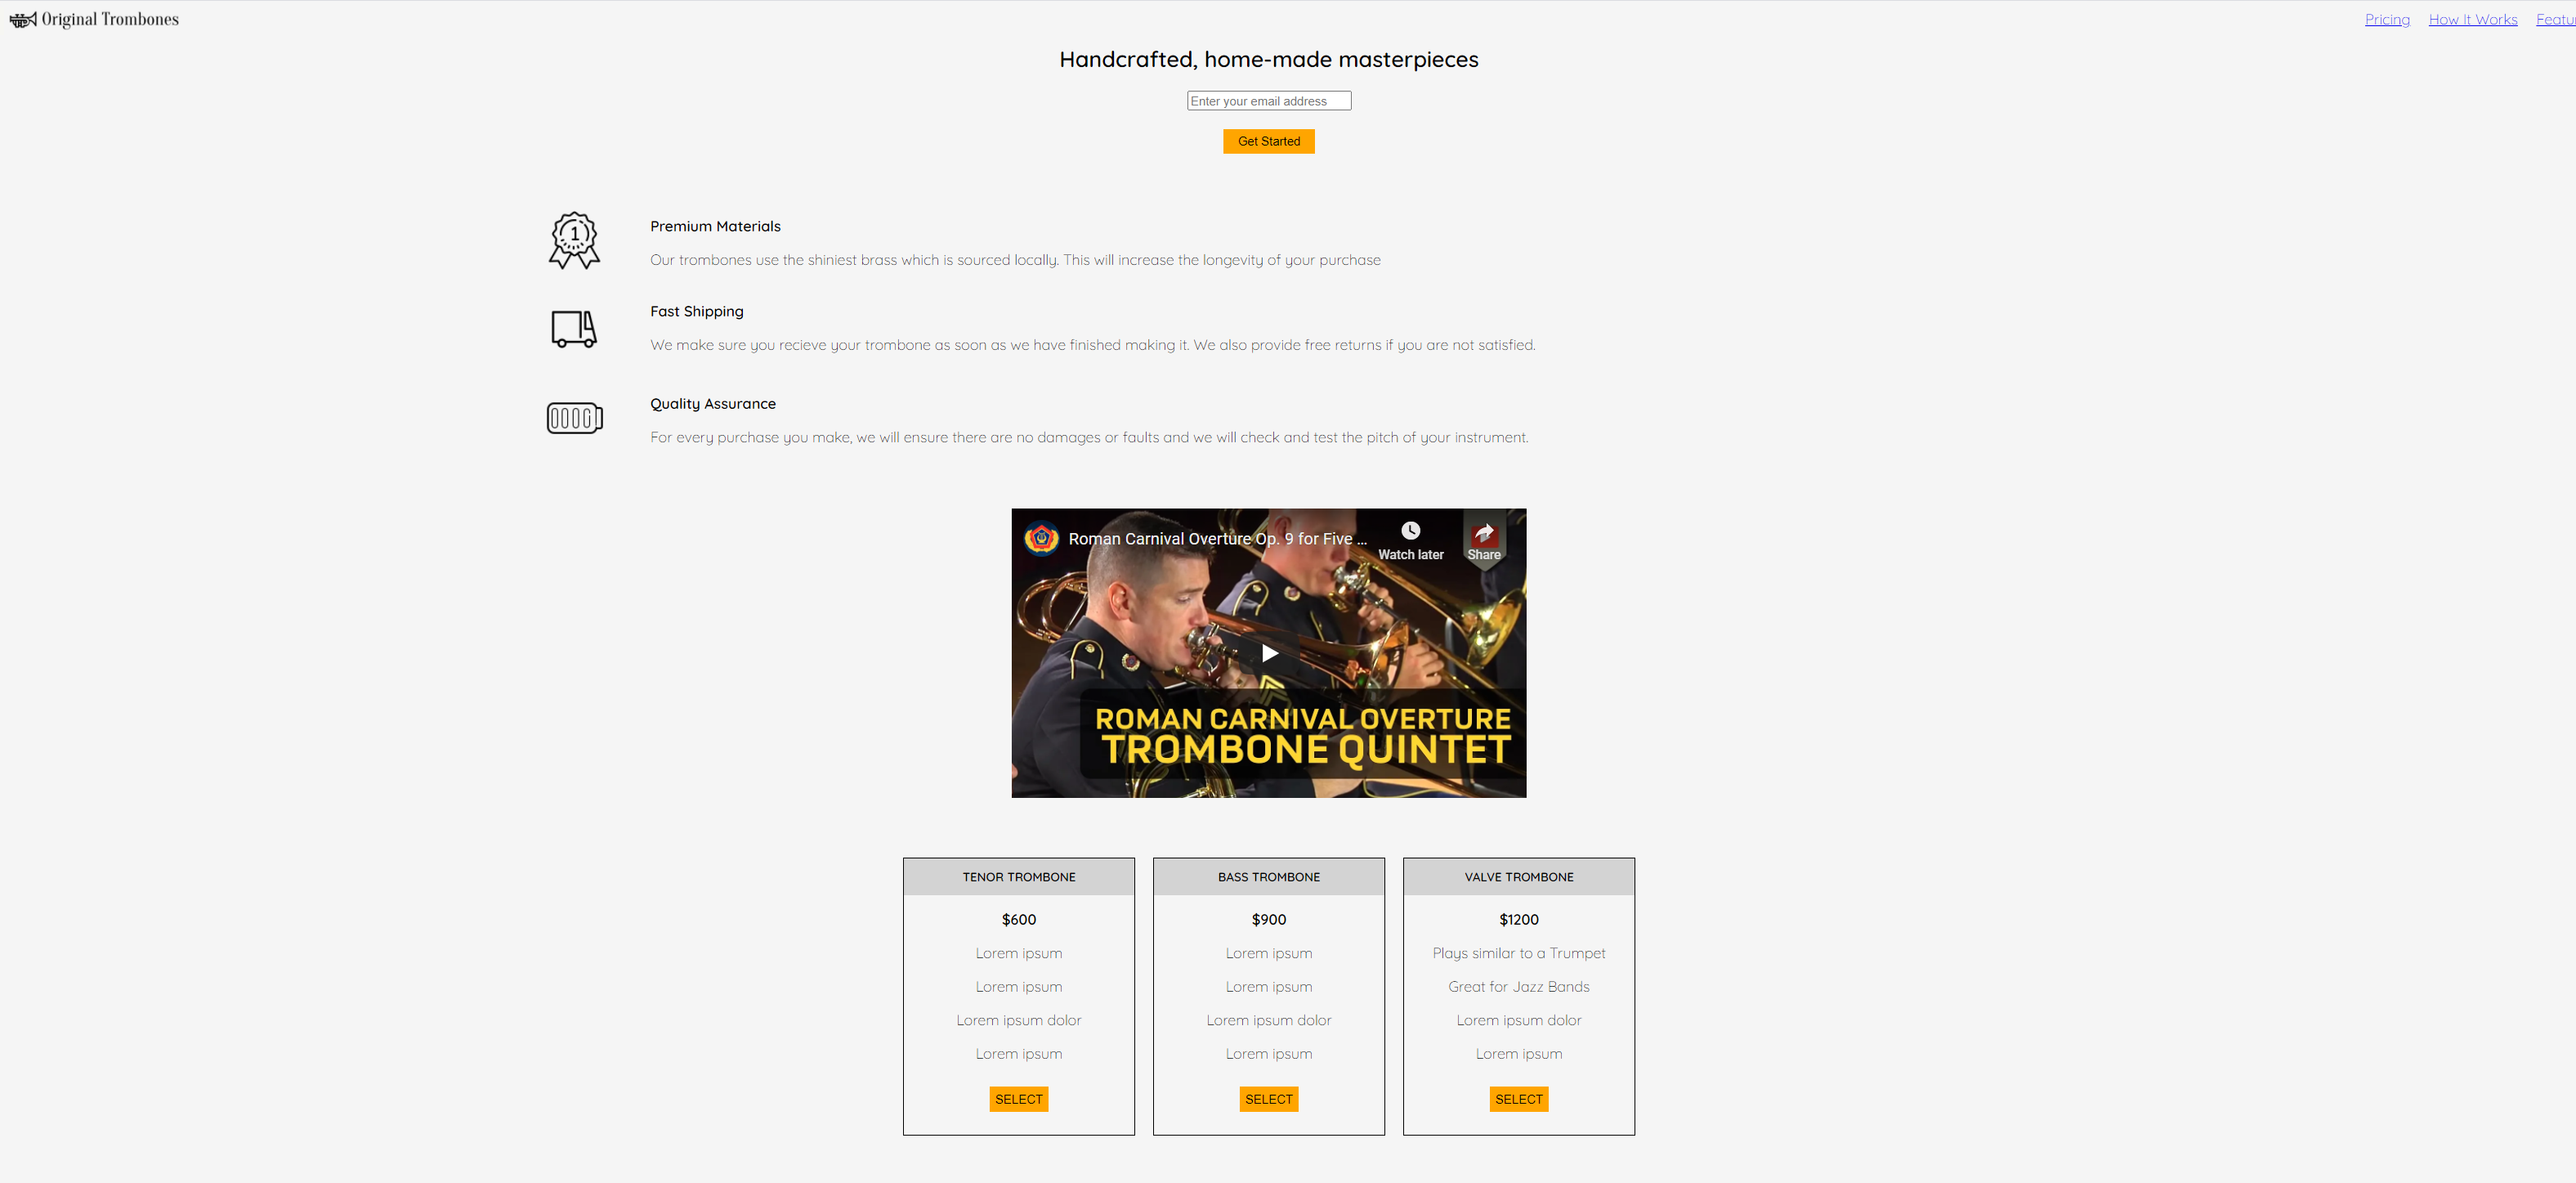 Original Trombones
Pricing How It Works Featu
Handcrafted, home-made masterpieces
Enter your email address
Get Started
1
Premium Materials
Our trombones use the shiniest brass which is sourced locally. This will increase the longevity of your purchase
Fast Shipping
We make sure you recieve your trombone as soon as we have finished making it. We also provide free returns if you are not satisfied.
Quality Assurance
For every purchase you make, we will ensure there are no damages or faults and we will check and test the pitch of your instrument.
Roman Carnival Overture Op. 9 for Five ...
Watch later
Share
ROMAN CARNIVAL OVERTURE
TROMBONE QUINTET
TENOR TROMBONE
$600
Lorem ipsum
Lorem ipsum
Lorem ipsum dolor
Lorem ipsum
SELECT
BASS TROMBONE
$900
Lorem ipsum
Lorem ipsum
Lorem ipsum dolor
Lorem ipsum
SELECT
VALVE TROMBONE
$1200
Plays similar to a Trumpet
Great for Jazz Bands
Lorem ipsum dolor
Lorem ipsum
SELECT